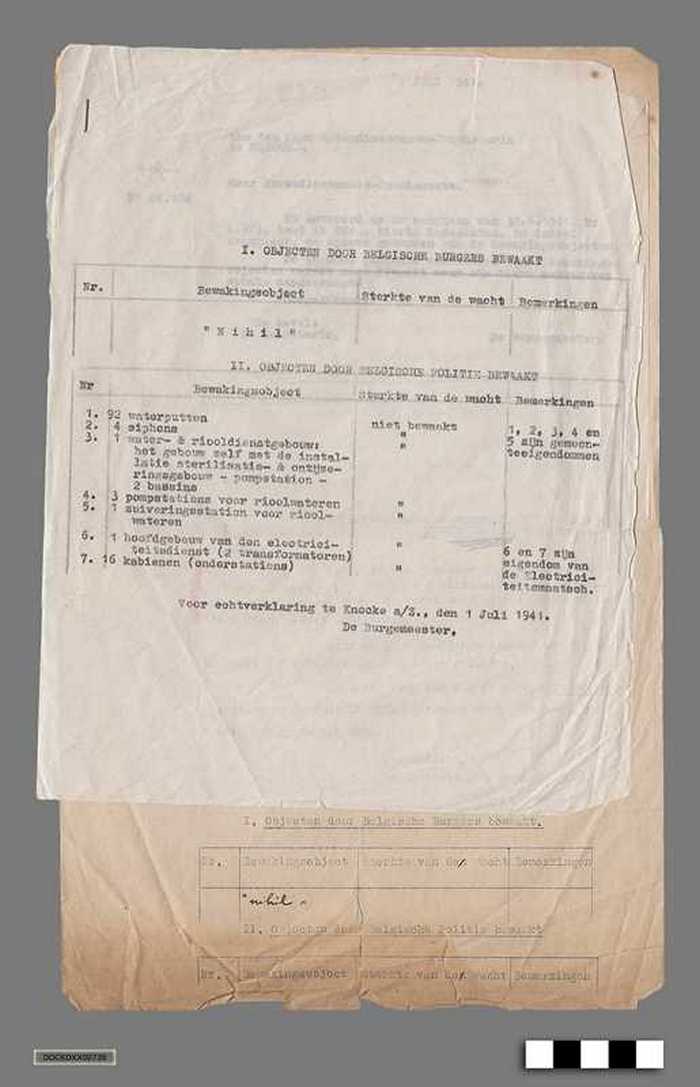 I. OBJECTEN DOOR BELGISCHE BURGERS BEWAAKT
Nr. Bewakingsobject Sterkte van de wacht Bemerkingen
" N i h i l "
II. OBJECTEN DOOR BELGISCHE POLITIE BEWAAKT
Nr Bewakingsobject Sterkte van de wacht Bemerkingen
1. 92 waterputten niet bewaakt 1, 2, 3, 4 en
2. 4 siphons " 5 zijn gemeen-
3. 1 water- & riooldienstgebouw: " teeigendommen
het gebouw zelf met de instal-
latie sterilisatie- & ontijze-
ringsgebouw - pompstation -
2 bassins
4. 3 pompstations voor rioolwateren "
5. 1 zuiveringsstation voor riool- "
wateren
6. 1 hoofdgebouw van den electrici- " 6 en 7 zijn
teitsdienst (2 transformatoren) eigendom van
7. 16 kabienen (onderstations) " de Electrici-
teitsmaatsch.
Voor echtverklaring te Knocke a/Z., den 1 Juli 1941.
De Burgemeester,
I. Objecten door Belgische Burgers bewaakt.
Nr. Bewakingsobject Sterkte van de wacht Bemerkingen
"nihil"
II. Objecten door Belgische Politie bewaakt
Nr. Bewakingsobject Sterkte van de wacht Bemerkingen